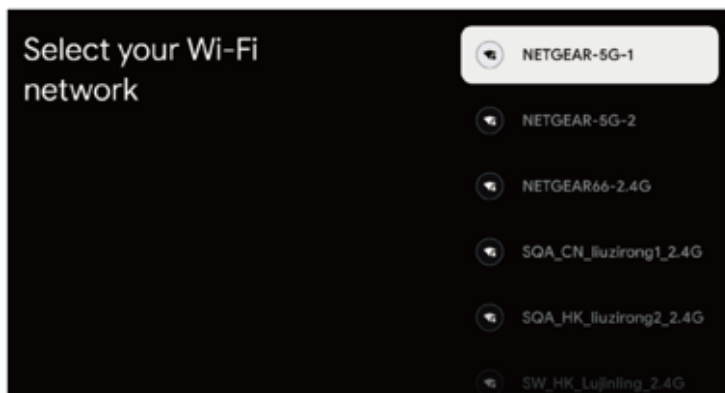 Select your Wi-Fi
network
NETGEAR-5G-1
NETGEAR-5G-2
NETGEAR66-2.4G
SQA_CN_liuzirong1_2.4G
SQA_HK_liuzirong2_2.4G
SW_HK_Lujinling_2.4G